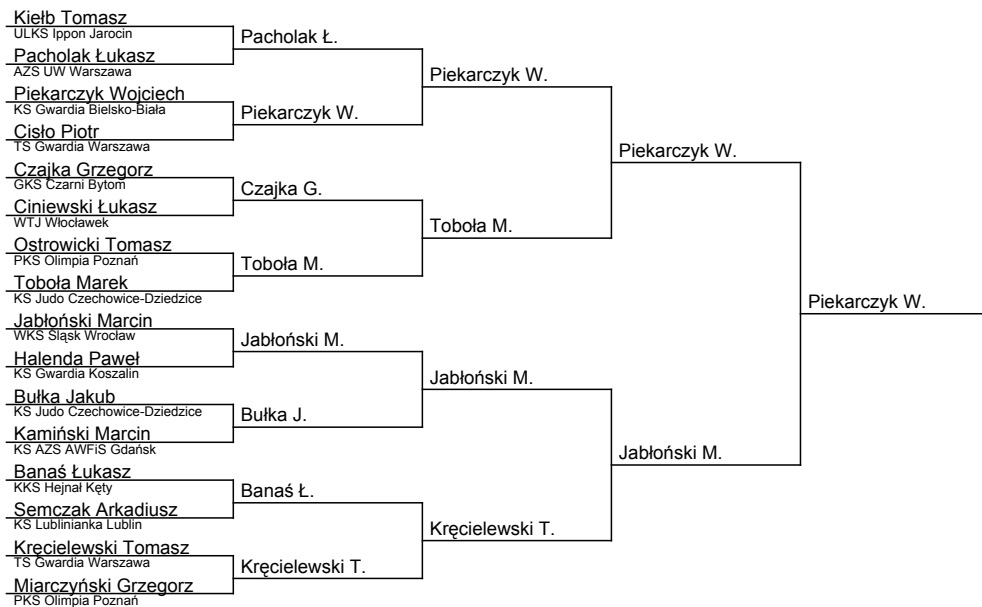 Kiełb Tomasz
ULKS Ippon Jarocin
Pacholak Łukasz
AZS UW Warszawa
Piekarczyk Wojciech
KS Gwardia Bielsko-Biała
Cisło Piotr
TS Gwardia Warszawa
Czajka Grzegorz
GKS Czarni Bytom
Ciniewski Łukasz
WTJ Włocławek
Ostrowicki Tomasz
PKS Olimpia Poznań
Toboła Marek
KS Judo Czechowice-Dziedzice
Jabłoński Marcin
WKS Śląsk Wrocław
Halenda Paweł
KS Gwardia Koszalin
Bułka Jakub
KS Judo Czechowice-Dziedzice
Kamiński Marcin
KS AZS AWFiS Gdańsk
Banaś Łukasz
KKS Hejnał Kęty
Semczak Arkadiusz
KS Lublinianka Lublin
Kręcielewski Tomasz
TS Gwardia Warszawa
Miarczyński Grzegorz
PKS Olimpia Poznań
Pacholak Ł.
Piekarczyk W.
Czajka G.
Toboła M.
Jabłoński M.
Bułka J.
Banaś Ł.
Kręcielewski T.
Piekarczyk W.
Toboła M.
Jabłoński M.
Kręcielewski T.
Piekarczyk W.
Jabłoński M.
Piekarczyk W.